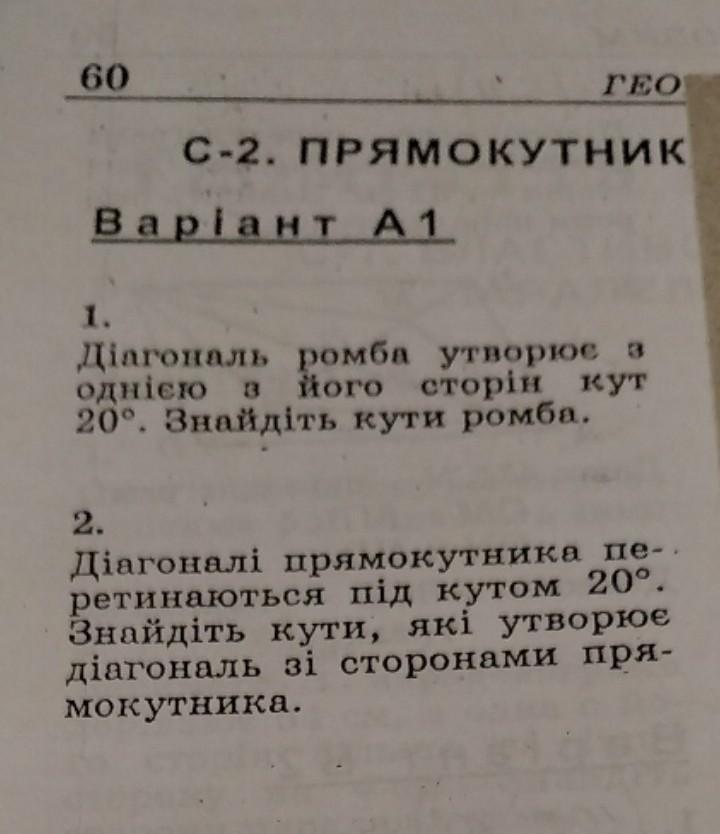 60
ГЕО
С-2. ПРЯМОКУТНИК
Варіант А1
1.
Діагональ ромба утворює з
однією з його сторін кут
20°. Знайдіть кути ромба.
2.
Діагоналі прямокутника пе-
ретинаються під кутом 20°.
Знайдіть кути, які утворює
діагональ зі сторонами пря-
мокутника.